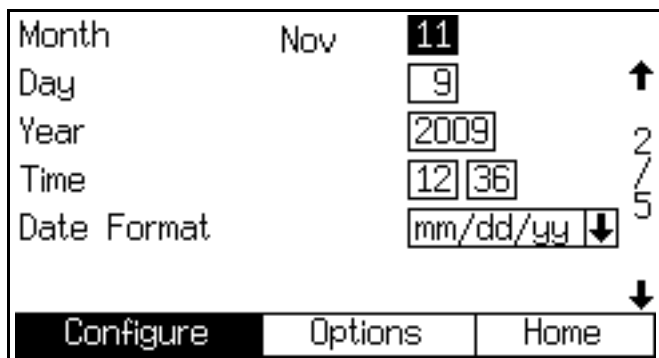 Month Nov 11
Day 9
Year 2009
Time 12 36
Date Format mm/dd/yy
2/5
Configure Options Home